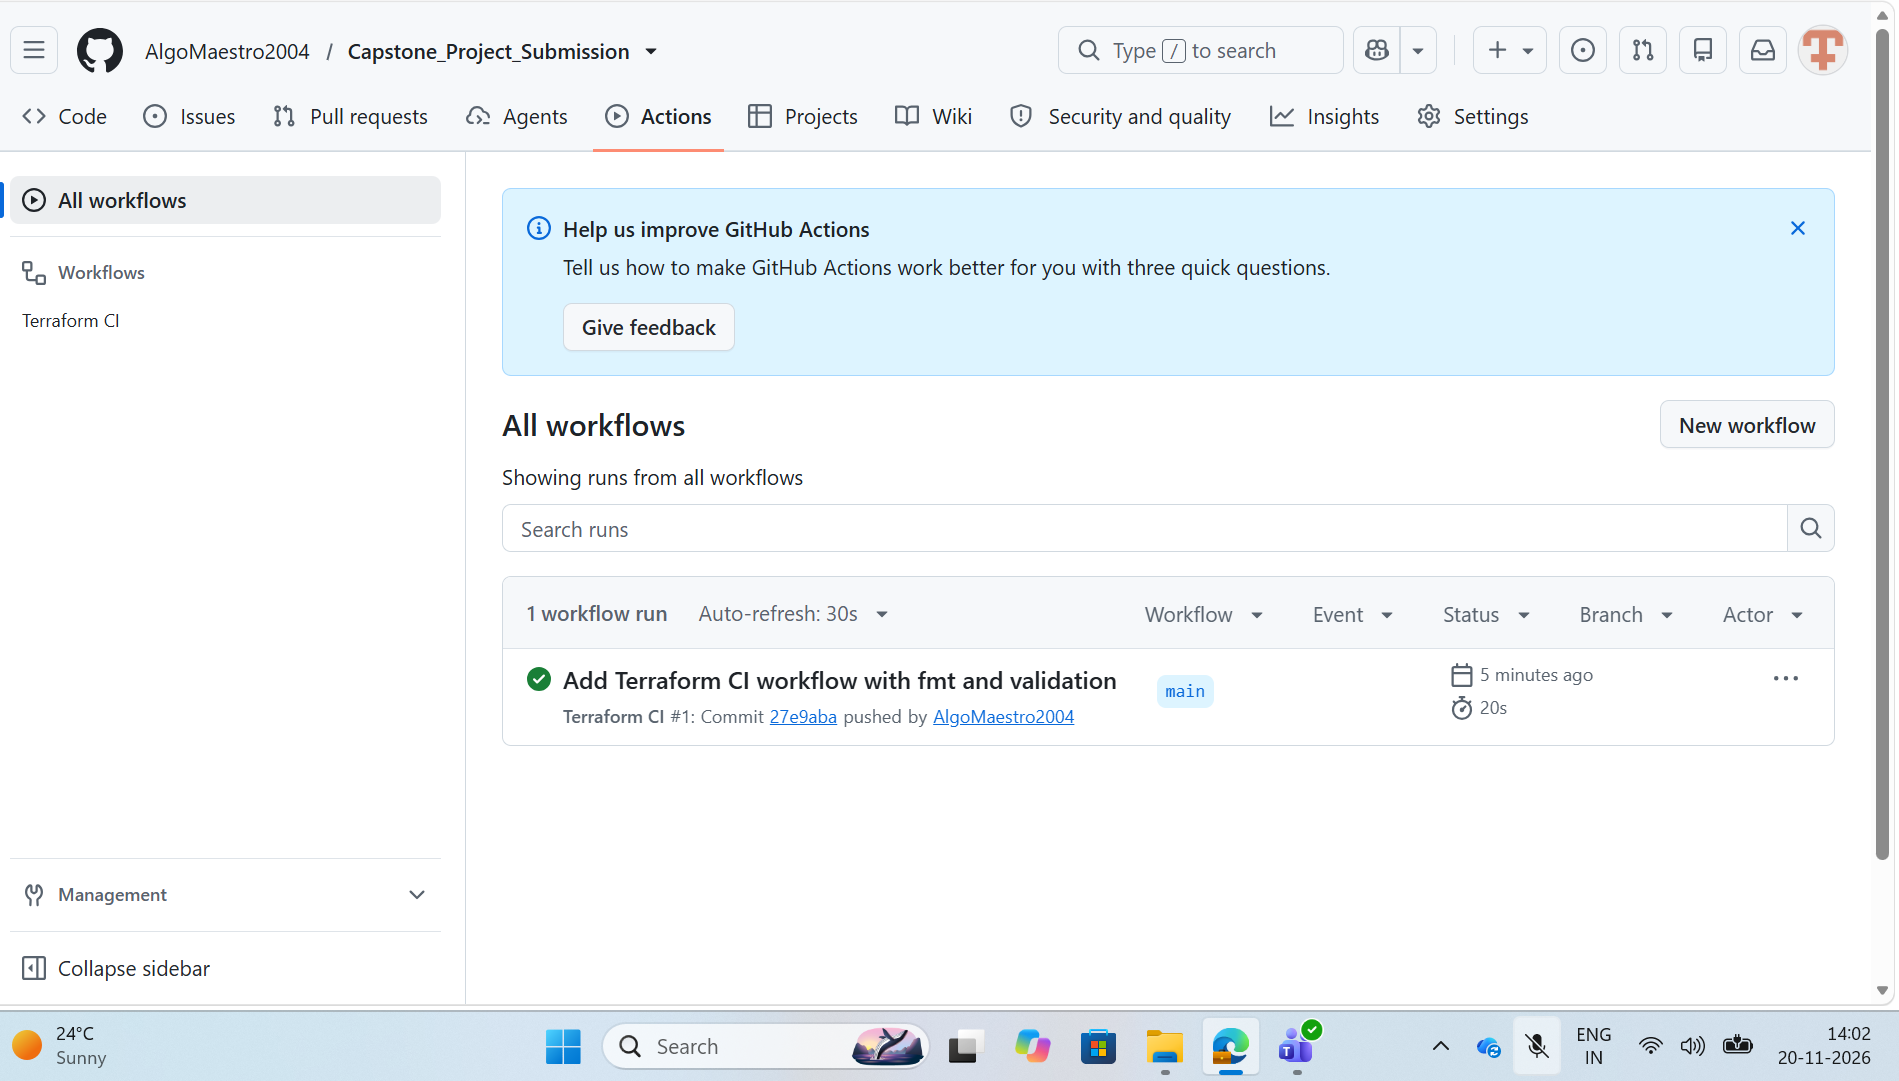 AlgoMaestro2004 / Capstone_Project_Submission
Type / to search
Code Issues Pull requests Agents Actions Projects Wiki Security and quality Insights Settings
All workflows
Workflows
Terraform CI
Management
Collapse sidebar
Help us improve GitHub Actions
Tell us how to make GitHub Actions work better for you with three quick questions.
Give feedback
All workflows
New workflow
Showing runs from all workflows
Search runs
1 workflow run Auto-refresh: 30s Workflow Event Status Branch Actor
Add Terraform CI workflow with fmt and validation
Terraform CI #1: Commit 27e9aba pushed by AlgoMaestro2004
main
5 minutes ago
20s
24°C
Sunny
Search
T
ENG
IN
14:02
20-11-2026